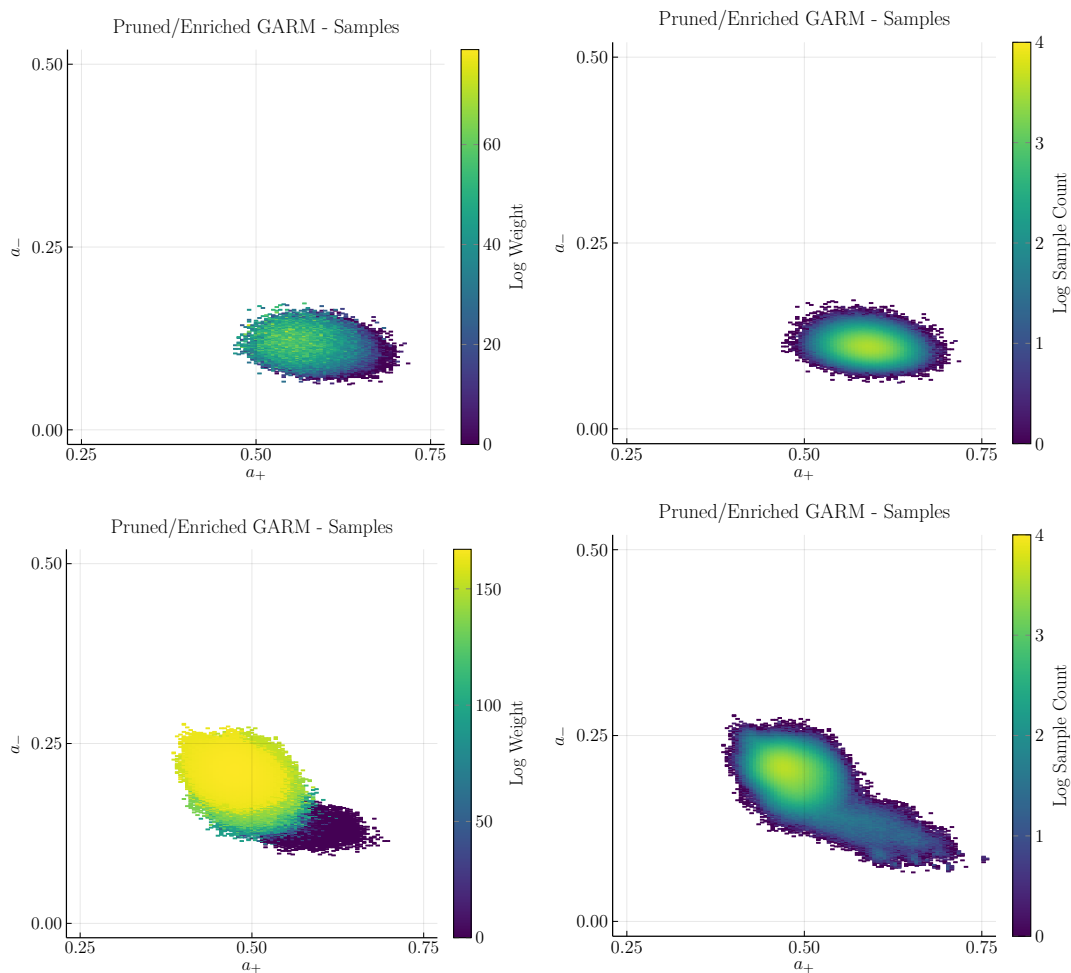 Pruned/Enriched GARM - Samples
0.50
0.25
0.00
0.25
0.50
0.75
a₋
a₊
60
40
20
0
Log Weight
Pruned/Enriched GARM - Samples
0.50
0.25
0.00
0.25
0.50
0.75
a₋
a₊
4
3
2
1
0
Log Sample Count
Pruned/Enriched GARM - Samples
0.50
0.25
0.00
0.25
0.50
0.75
a₋
a₊
150
100
50
0
Log Weight
Pruned/Enriched GARM - Samples
0.50
0.25
0.00
0.25
0.50
0.75
a₋
a₊
4
3
2
1
0
Log Sample Count